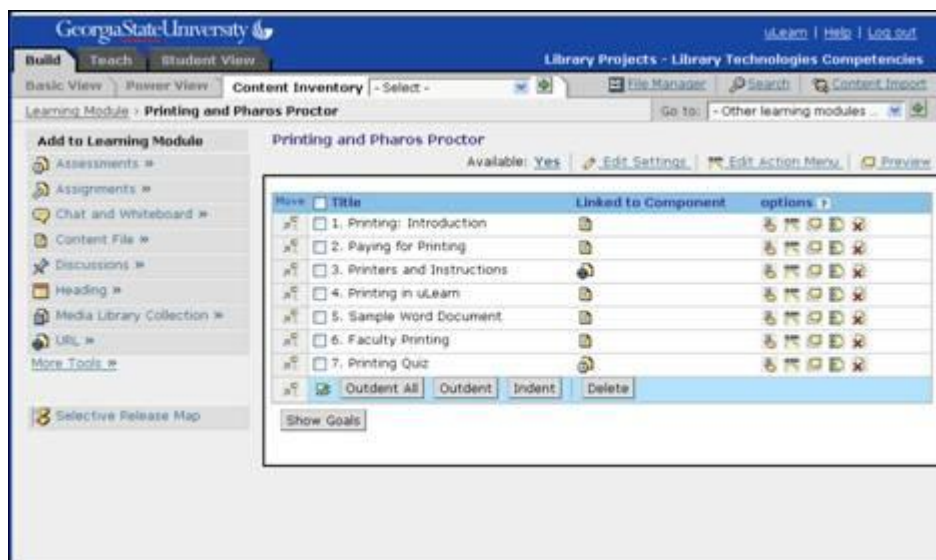 GeorgiaStateUniversity
uLearn | Help | Log out
Build Teach Student View
Library Projects - Library Technologies Competencies
Basic View Power View Content Inventory - Select - File Manager Search Content Import
Learning Module › Printing and Pharos Proctor Go to: - Other learning modules ..
Add to Learning Module
Assessments »
Assignments »
Chat and Whiteboard »
Content File »
Discussions »
Heading »
Media Library Collection »
URL »
More Tools »
Selective Release Map
Printing and Pharos Proctor
Available: Yes | Edit Settings | Edit Action Menu | Preview
Move Title Linked to Component options ?
1. Printing: Introduction
2. Paying for Printing
3. Printers and Instructions
4. Printing in uLearn
5. Sample Word Document
6. Faculty Printing
7. Printing Quiz
Outdent All Outdent Indent Delete
Show Goals